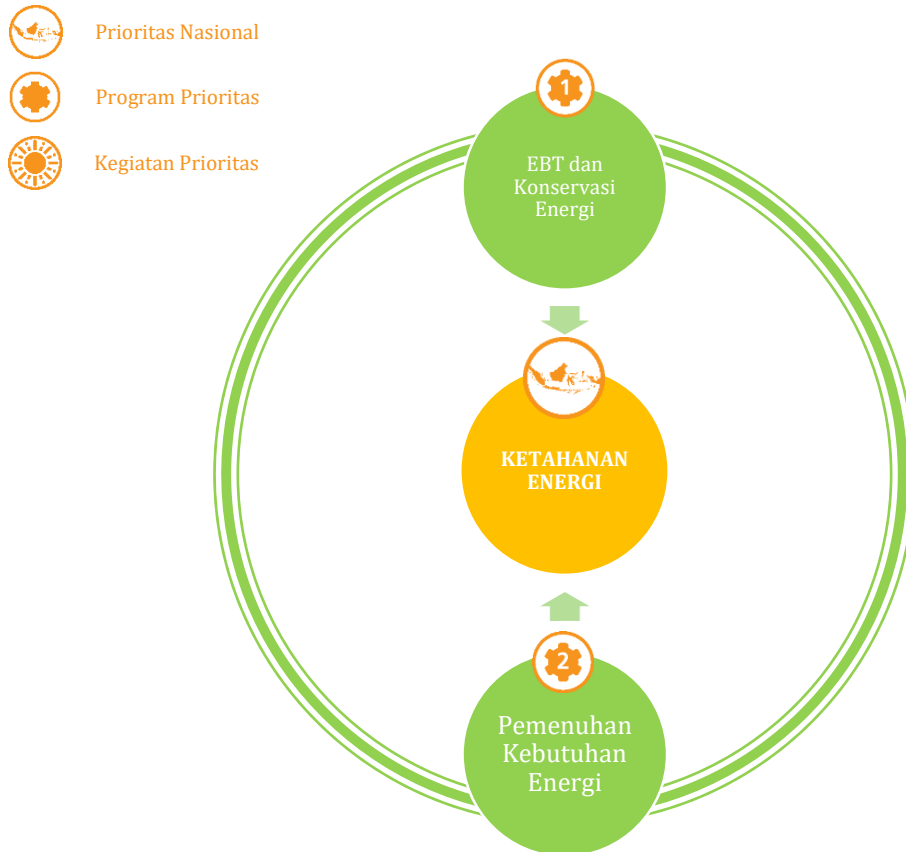 Prioritas Nasional
Program Prioritas
Kegiatan Prioritas
1
EBT dan
Konservasi
Energi
KETAHANAN
ENERGI
2
Pemenuhan
Kebutuhan
Energi